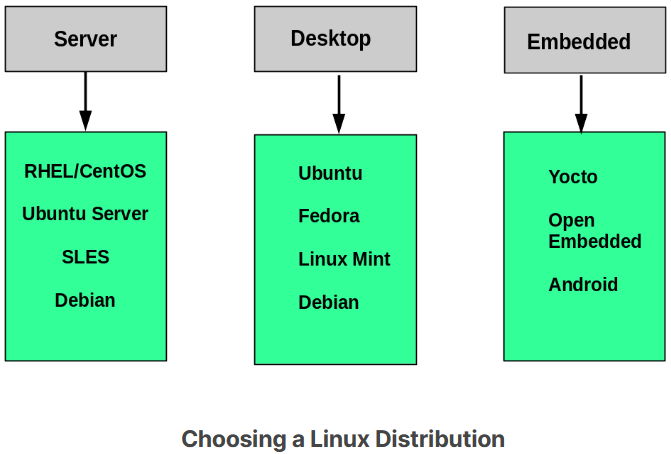 Server
RHEL/CentOS
Ubuntu Server
SLES
Debian
Desktop
Ubuntu
Fedora
Linux Mint
Debian
Embedded
Yocto
Open
Embedded
Android
Choosing a Linux Distribution